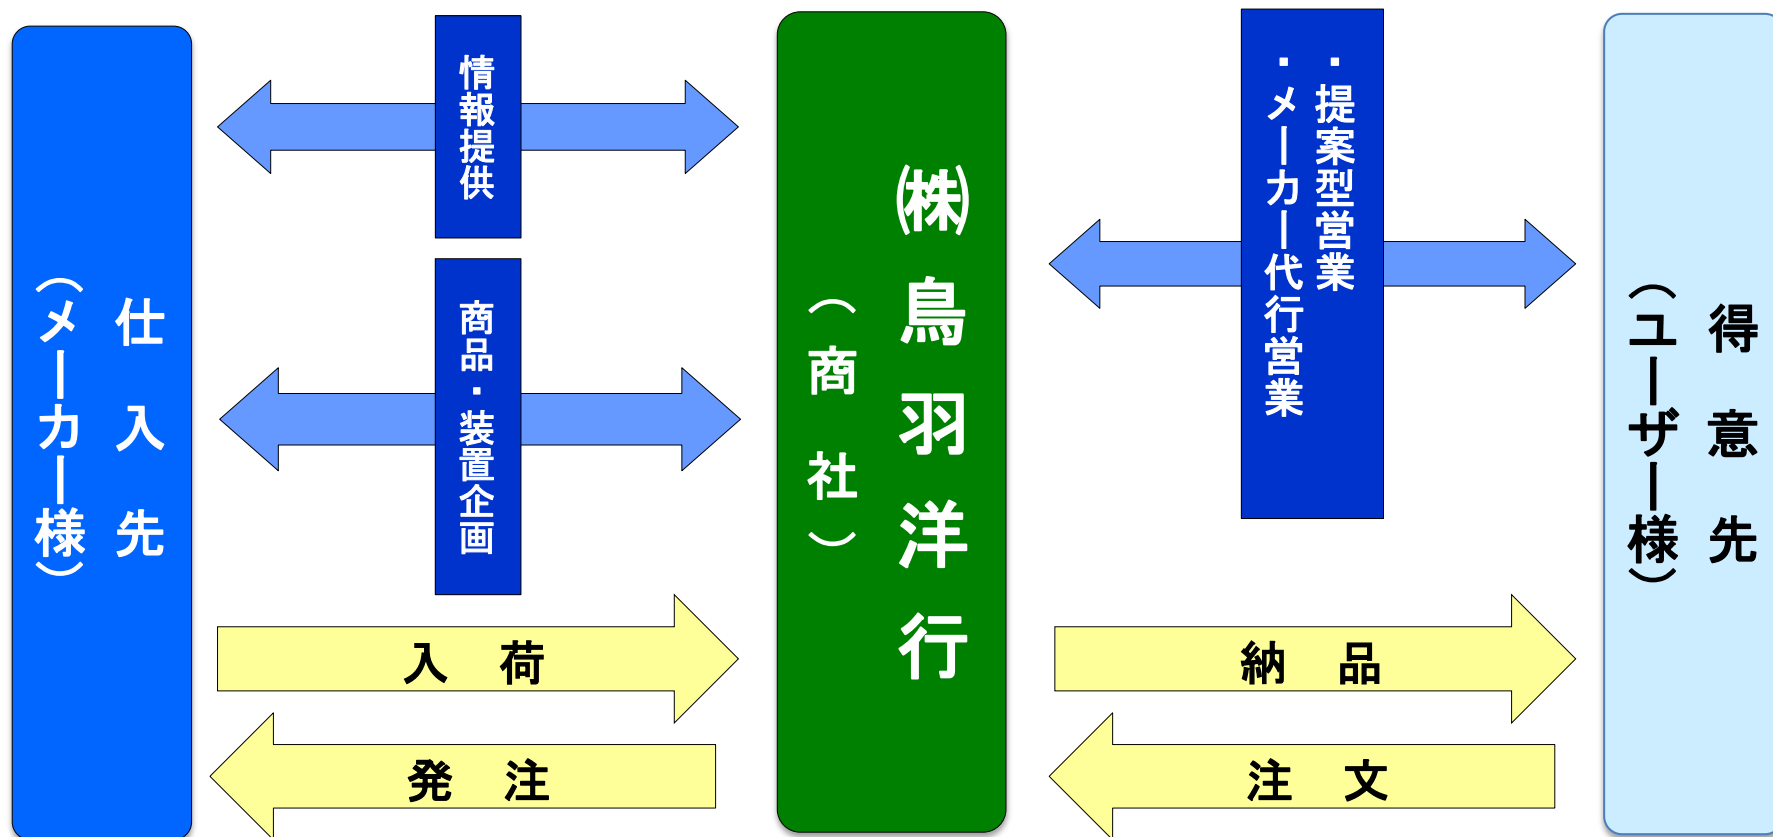 仕入先
（メーカー様）
情報提供
商品・装置企画
㈱鳥羽洋行
（商社）
・提案型営業
・メーカー代行営業
得意先
（ユーザー様）
入荷
発注
納品
注文